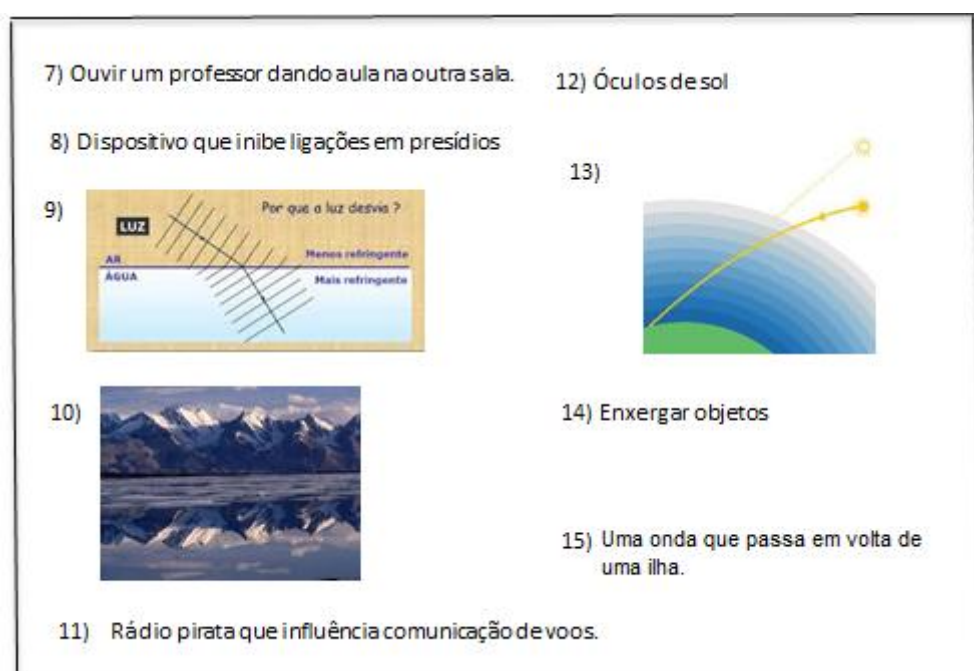 7) Ouvir um professor dando aula na outra sala.
8) Dispositivo que inibe ligações em presídios
9)
Por que a luz desvia ?
LUZ
AR
Menos refringente
ÁGUA
Mais refringente
10)
11) Rádio pirata que influência comunicação de voos.
12) Óculos de sol
13)
14) Enxergar objetos
15) Uma onda que passa em volta de
uma ilha.